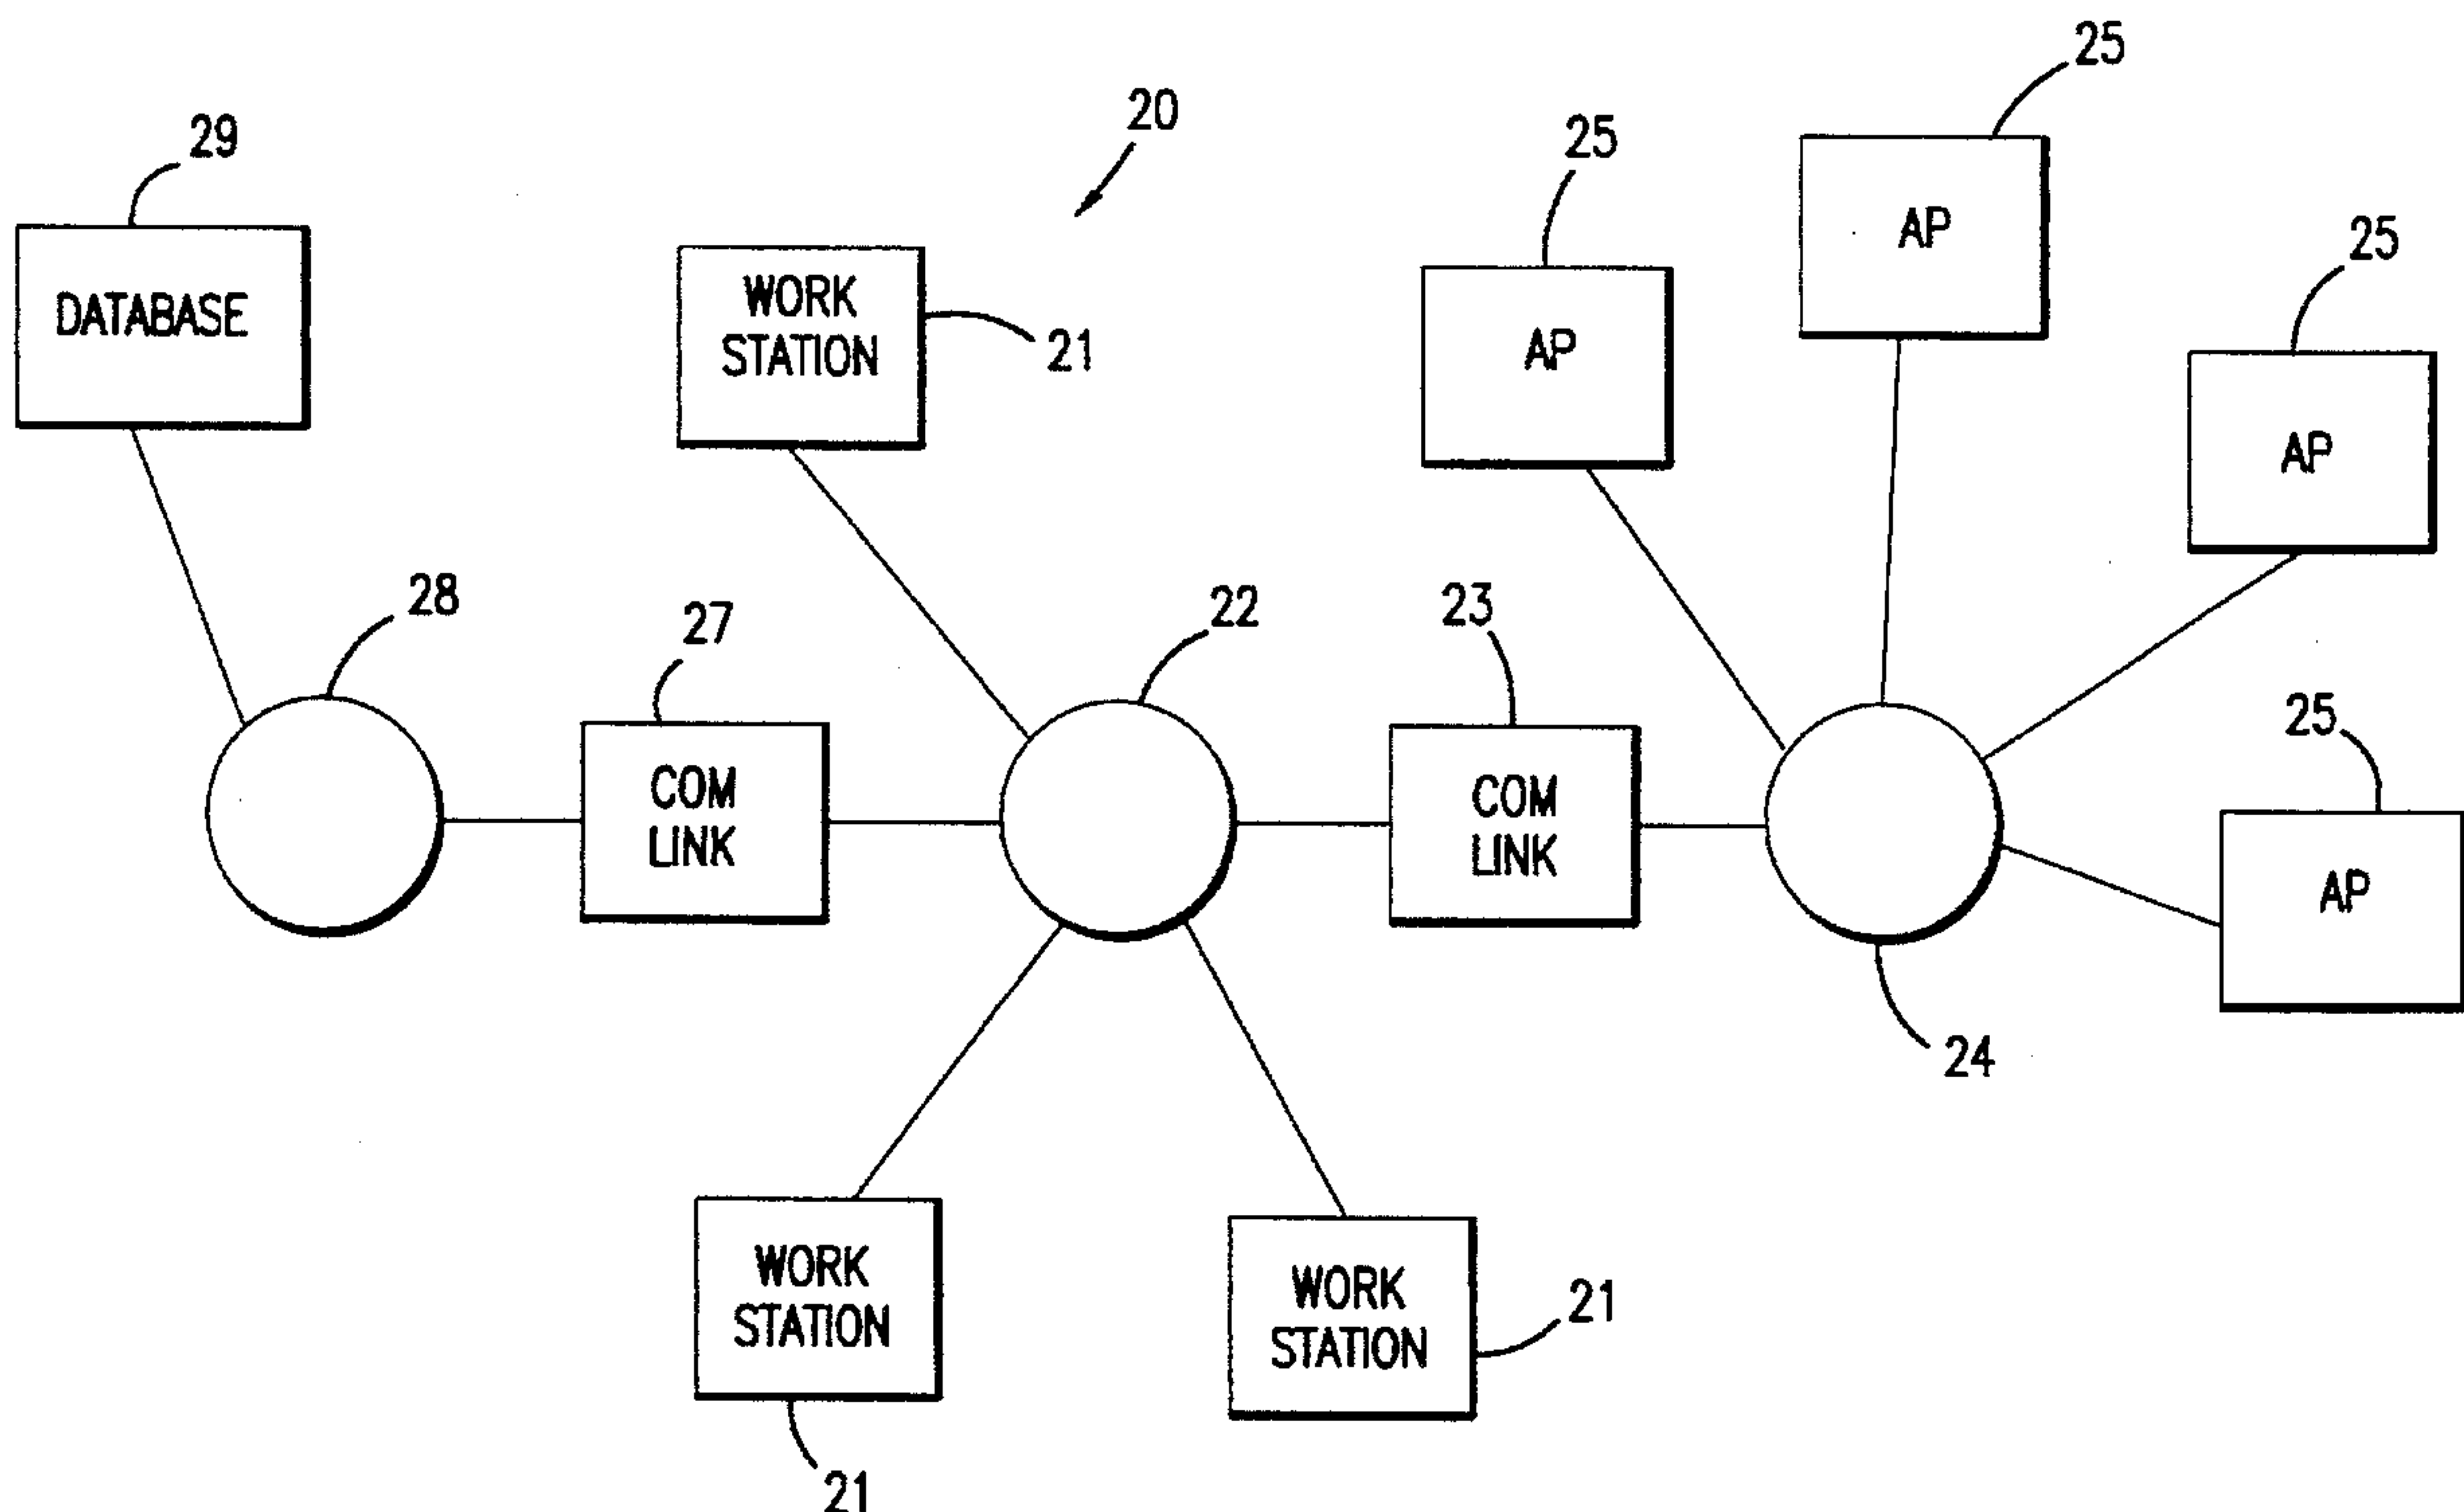 25
20
29
25
AP
25
DATABASE
WORK
STATION
21
AP
AP
28
27
22
23
25
COM
LINK
COM
LINK
AP
24
WORK
STATION
WORK
STATION
21
21